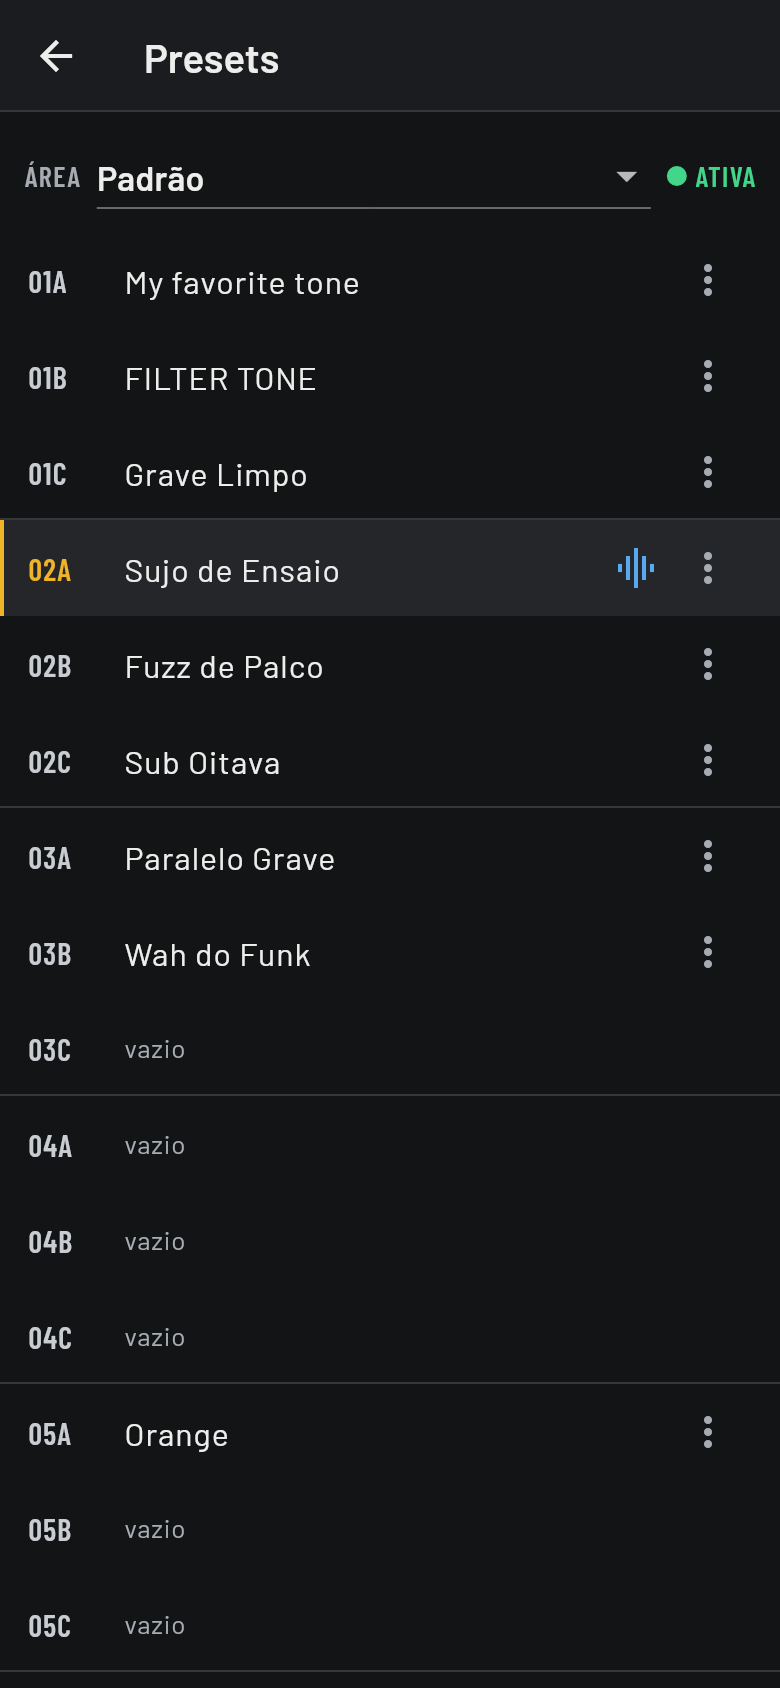 Presets
ÁREA Padrão ATIVA
01A My favorite tone
01B FILTER TONE
01C Grave Limpo
02A Sujo de Ensaio
02B Fuzz de Palco
02C Sub Oitava
03A Paralelo Grave
03B Wah do Funk
03C vazio
04A vazio
04B vazio
04C vazio
05A Orange
05B vazio
05C vazio